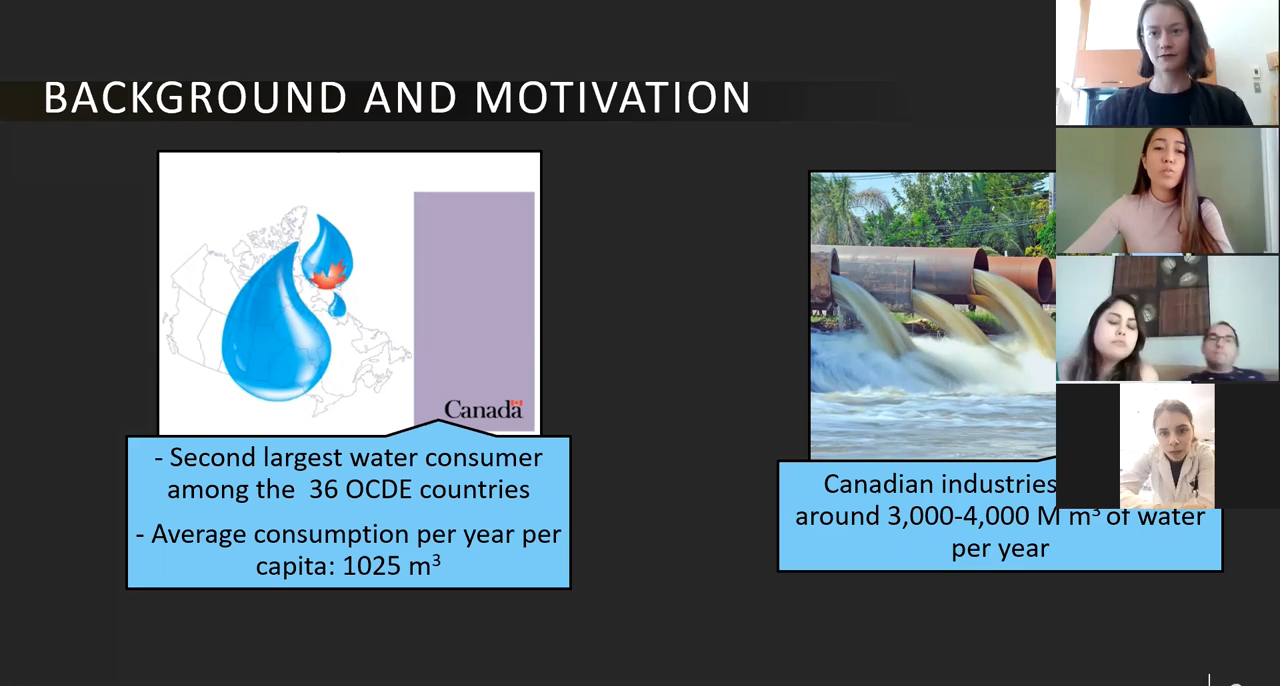 BACKGROUND AND MOTIVATION
Canada
- Second largest water consumer
among the  36 OCDE countries
- Average consumption per year per
capita: 1025 m³
Canadian industries
around 3,000-4,000 M m³ of water
per year